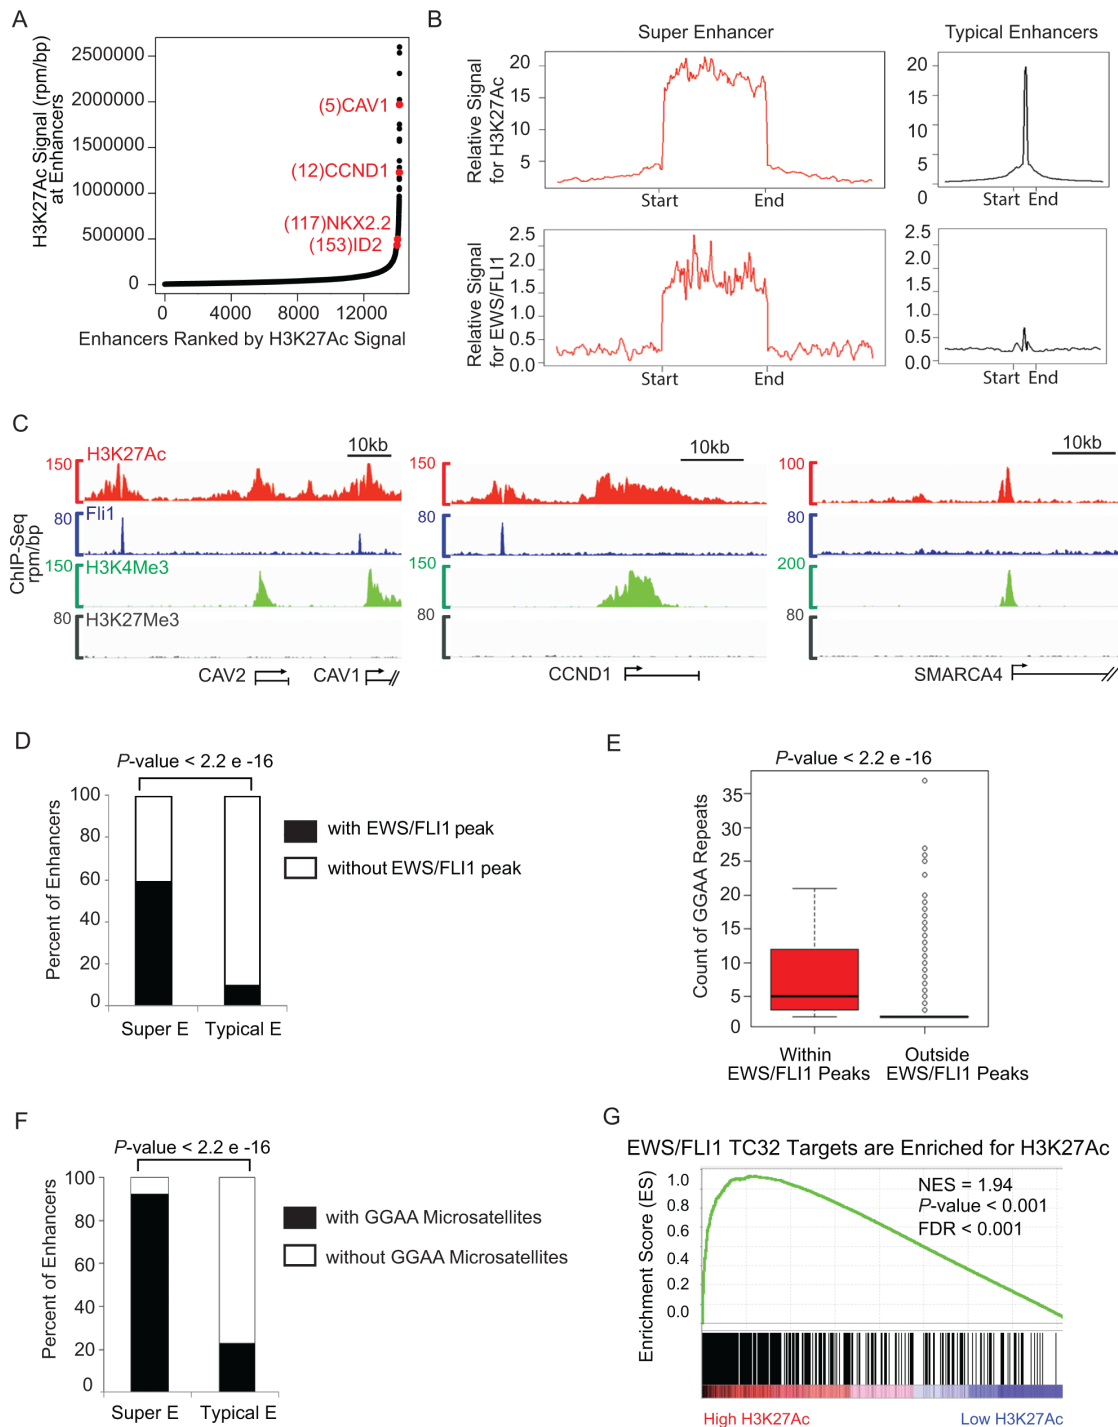 A
H3K27Ac Signal (rpm/bp)
at Enhancers
2500000
2000000
1500000
1000000
500000
0
(5)CAV1
(12)CCND1
(117)NKX2.2
(153)ID2
0 4000 8000 12000
Enhancers Ranked by H3K27Ac Signal
B
Super Enhancer
Typical Enhancers
Relative Signal
for H3K27Ac
20
15
10
5
Start End
20
15
10
5
0
Start End
Relative Signal
for EWS/FLI1
2.5
2.0
1.5
1.0
0.5
0.0
Start End
2.5
2.0
1.5
1.0
0.5
0.0
Start End
C
ChIP-Seq
rpm/bp
H3K27Ac
10kb
150
Fli1
80
H3K4Me3
150
H3K27Me3
80
CAV2 CAV1
10kb
150
80
150
80
CCND1
10kb
100
80
200
80
SMARCA4
D
P-value < 2.2 e -16
Percent of Enhancers
100
80
60
40
20
0
Super E Typical E
with EWS/FLI1 peak
without EWS/FLI1 peak
E
P-value < 2.2 e -16
Count of GGAA Repeats
35
30
25
20
15
10
5
0
Within
EWS/FLI1 Peaks
Outside
EWS/FLI1 Peaks
F
P-value < 2.2 e -16
Percent of Enhancers
100
80
60
40
20
0
Super E Typical E
with GGAA Microsatellites
without GGAA Microsatellites
G
EWS/FLI1 TC32 Targets are Enriched for H3K27Ac
Enrichment Score (ES)
1.0
0.8
0.6
0.4
0.2
0.0
NES = 1.94
P-value < 0.001
FDR < 0.001
High H3K27Ac
Low H3K27Ac